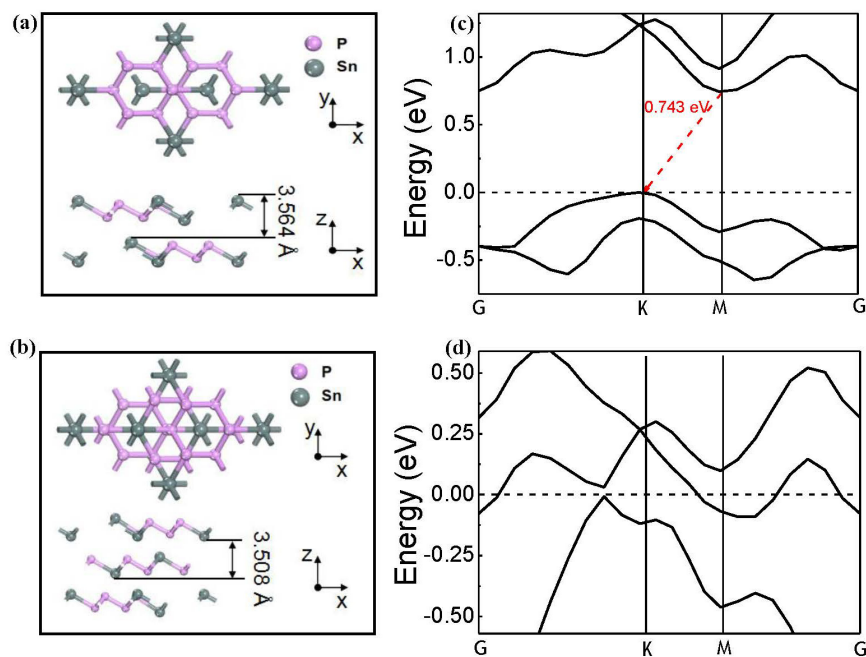 (a)
P
Sn
y
x
3.564 Å
z
x
(c)
Energy (eV)
1.0
0.5
0.0
-0.5
0.743 eV
G
K
M
G
(b)
P
Sn
y
x
3.508 Å
z
x
(d)
Energy (eV)
0.50
0.25
0.00
-0.25
-0.50
G
K
M
G